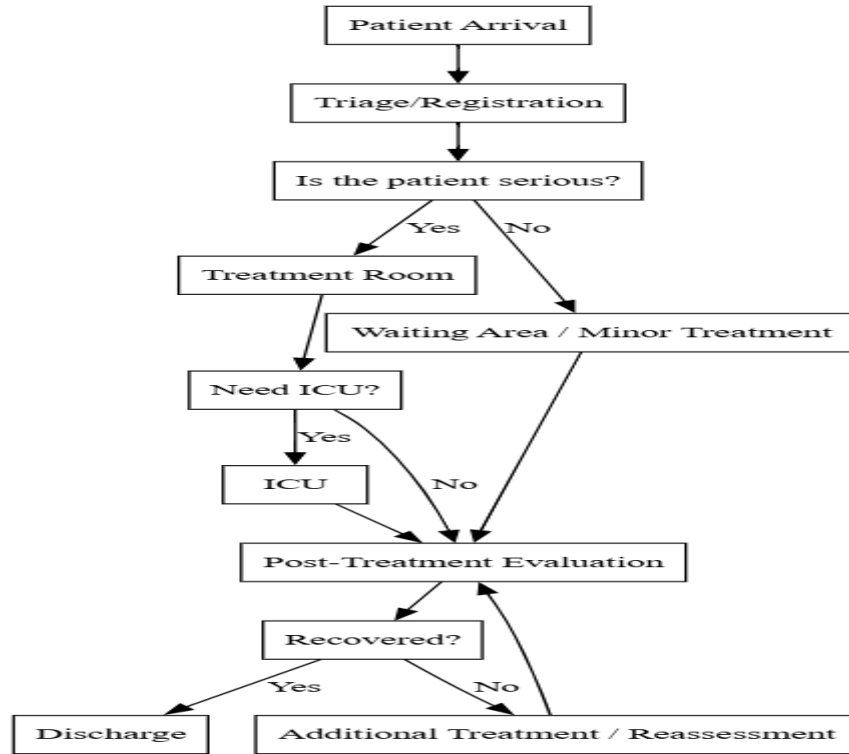 Patient Arrival
Triage/Registration
Is the patient serious?
Yes
No
Treatment Room
Waiting Area / Minor Treatment
Need ICU?
Yes
No
ICU
Post-Treatment Evaluation
Recovered?
Yes
No
Discharge
Additional Treatment / Reassessment